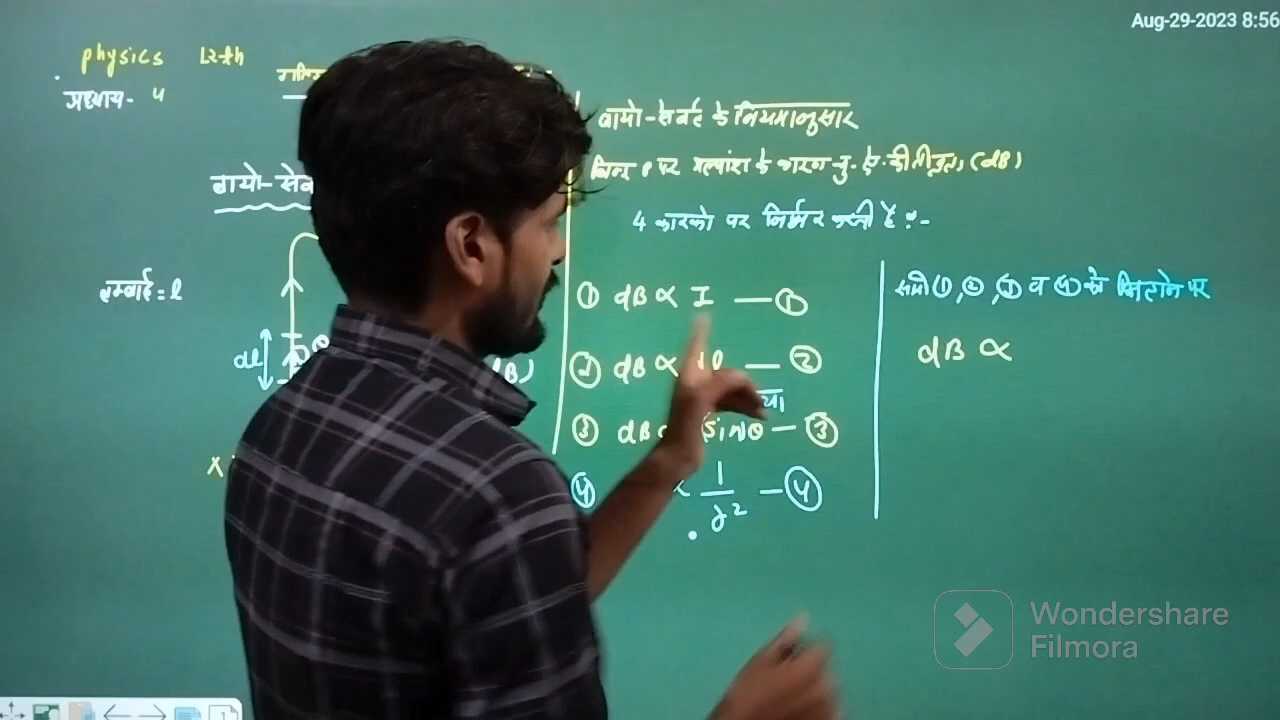 Aug-29-2023 8:56
physics 12th
अध्याय- 4
बायो-सेव
लम्बाई = l
dl
बायो-सेवर्ट के नियमानुसार
बिन्दु P पर अल्पांश के कारण चु. क्षे. की तीव्रता (dB)
4 कारको पर निर्भर करती है :-
① dB ∝ I — ①
② dB ∝ dl — ②
③ dB sinθ — ③
④ ∝ 1/r² — ④
सभी ①, ②, ③ व ④ को मिलाने पर
dB ∝
Wondershare
Filmora